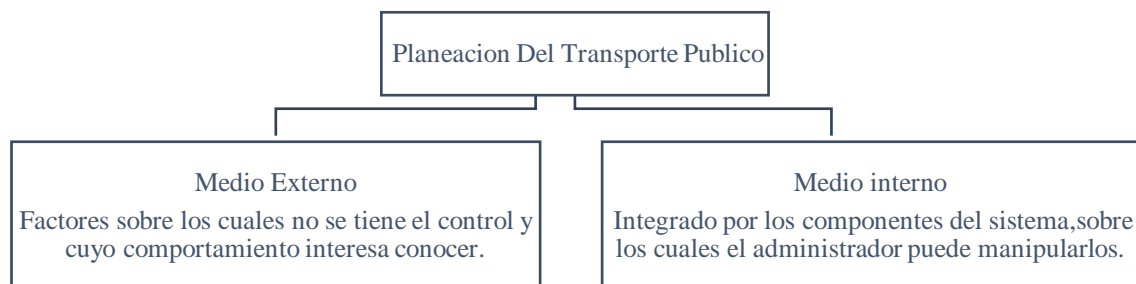 Planeacion Del Transporte Publico
Medio Externo
Factores sobre los cuales no se tiene el control y
cuyo comportamiento interesa conocer.
Medio interno
Integrado por los componentes del sistema,sobre
los cuales el administrador puede manipularlos.